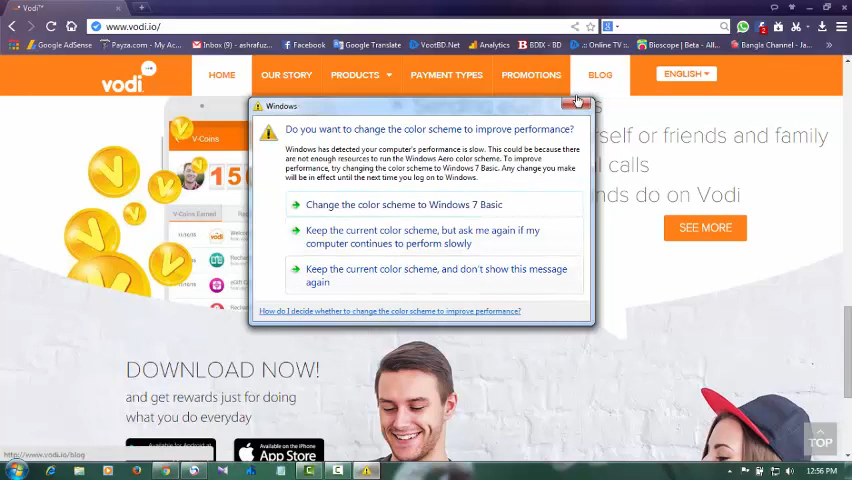 Vodi™
www.vodi.io/
Google AdSense
Payza.com - My Ac...
Inbox (9) - ashrafuz...
Facebook
Google Translate
VootBD.Net
Analytics
BDIX - BD
.:: Online TV ::.
Bioscope | Beta - All...
Bangla Channel - Ya...
vodi
HOME
OUR STORY
PRODUCTS
PAYMENT TYPES
PROMOTIONS
BLOG
ENGLISH
V-Coins
V-Coins Earned
Windows
Do you want to change the color scheme to improve performance?
Windows has detected your computer's performance is slow. This could be because there
are not enough resources to run the Windows Aero color scheme. To improve
performance, try changing the color scheme to Windows 7 Basic. Any change you make
will be in effect until the next time you log on to Windows.
Change the color scheme to Windows 7 Basic
Keep the current color scheme, but ask me again if my
computer continues to perform slowly
Keep the current color scheme, and don't show this message
again
How do I decide whether to change the color scheme to improve performance?
rself or friends and family
l calls
nds do on Vodi
SEE MORE
DOWNLOAD NOW!
and get rewards just for doing
what you do everyday
Available for Android at
Available on the iPhone
App Store
TOP
http://www.vodi.io/blog
12:56 PM